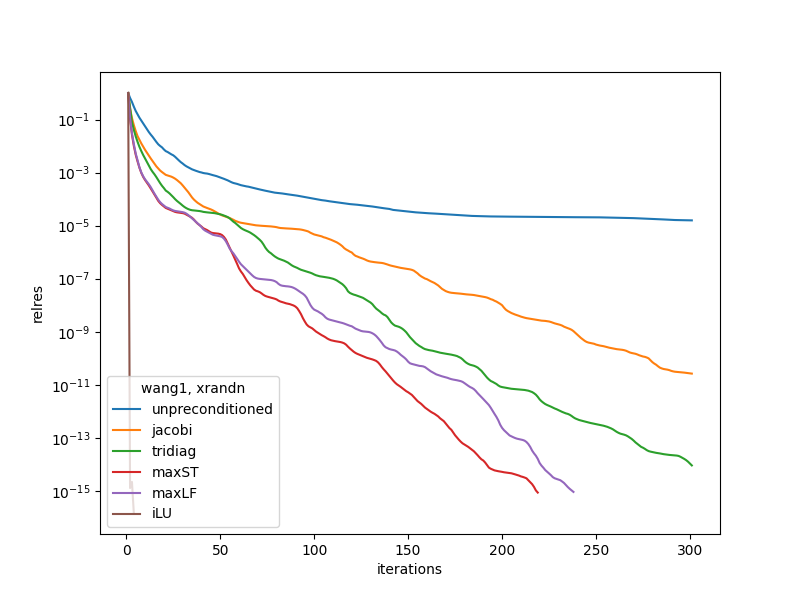 relres
10^{-1}
10^{-3}
10^{-5}
10^{-7}
10^{-9}
10^{-11}
10^{-13}
10^{-15}
wang1, xrandn
unpreconditioned
jacobi
tridiag
maxST
maxLF
iLU
0 50 100 150 200 250 300
iterations